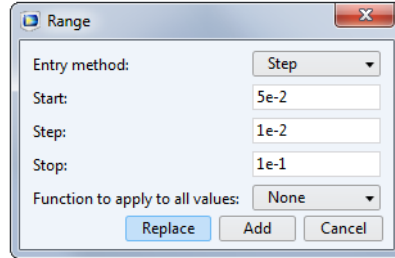 Range
Entry method: Step
Start: 5e-2
Step: 1e-2
Stop: 1e-1
Function to apply to all values: None
Replace Add Cancel